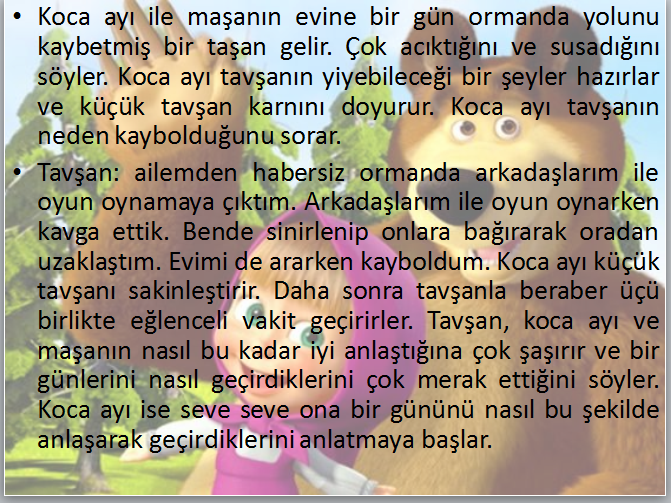 • Koca ayı ile maşanın evine bir gün ormanda yolunu
kaybetmiş bir taşan gelir. Çok acıktığını ve susadığını
söyler. Koca ayı tavşanın yiyebileceği bir şeyler hazırlar
ve küçük tavşan karnını doyurur. Koca ayı tavşanın
neden kaybolduğunu sorar.
• Tavşan: ailemden habersiz ormanda arkadaşlarım ile
oyun oynamaya çıktım. Arkadaşlarım ile oyun oynarken
kavga ettik. Bende sinirlenip onlara bağırarak oradan
uzaklaştım. Evimi de ararken kayboldum. Koca ayı küçük
tavşanı sakinleştirir. Daha sonra tavşanla beraber üçü
birlikte eğlenceli vakit geçirirler. Tavşan, koca ayı ve
maşanın nasıl bu kadar iyi anlaştığına çok şaşırır ve bir
günlerini nasıl geçirdiklerini çok merak ettiğini söyler.
Koca ayı ise seve seve ona bir gününü nasıl bu şekilde
anlaşarak geçirdiklerini anlatmaya başlar.